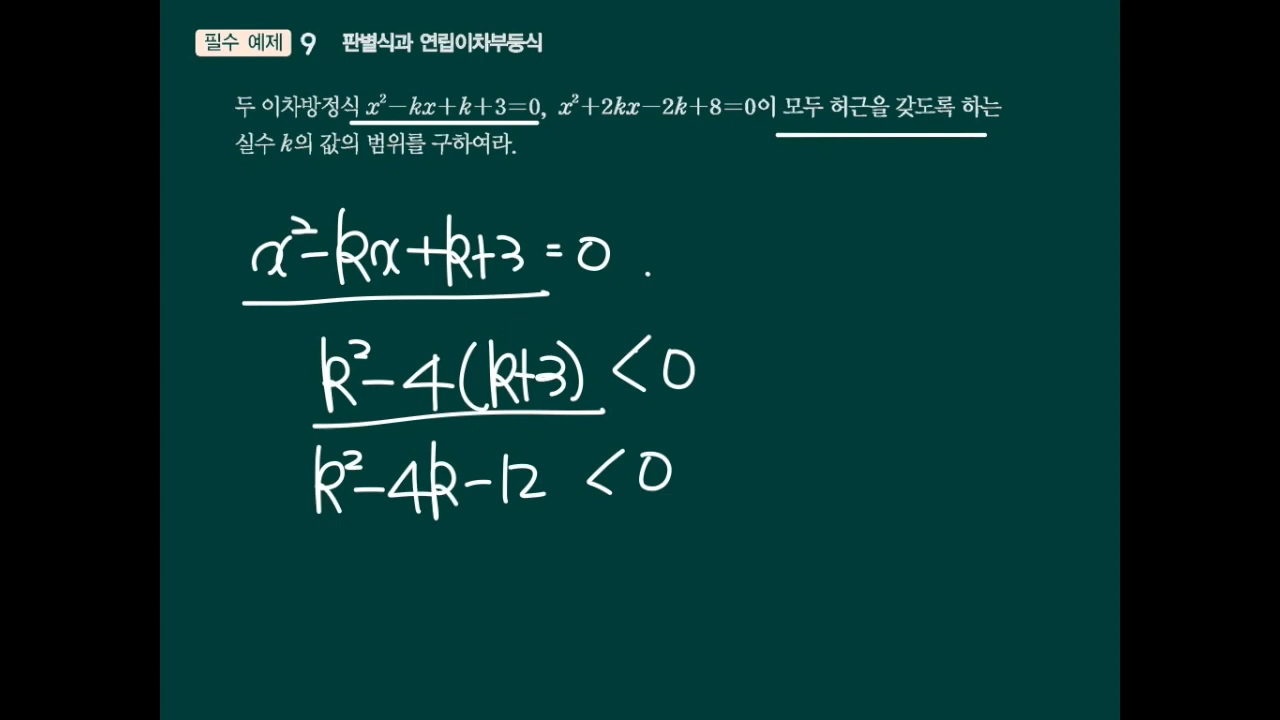 필수 예제 9 판별식과 연립이차부등식
두 이차방정식 x²−kx+k+3=0, x²+2kx−2k+8=0이 모두 허근을 갖도록 하는
실수 k의 값의 범위를 구하여라.
x²−kx+k+3=0 .
k²−4(k+3)<0
k²−4k−12<0